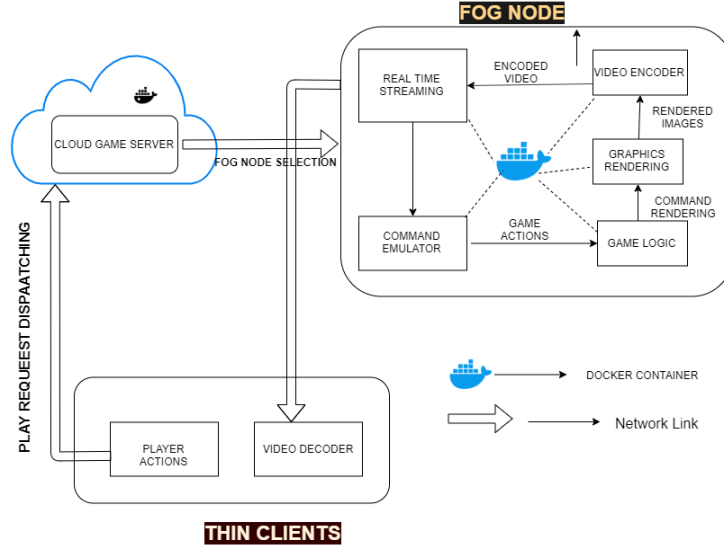 FOG NODE
REAL TIME
STREAMING
ENCODED
VIDEO
VIDEO ENCODER
RENDERED
IMAGES
CLOUD GAME SERVER
FOG NODE SELECTION
GRAPHICS
RENDERING
COMMAND
RENDERING
COMMAND
EMULATOR
GAME
ACTIONS
GAME LOGIC
PLAY REQUEEST DISPAATCHING
DOCKER CONTAINER
Network Link
PLAYER
ACTIONS
VIDEO DECODER
THIN CLIENTS